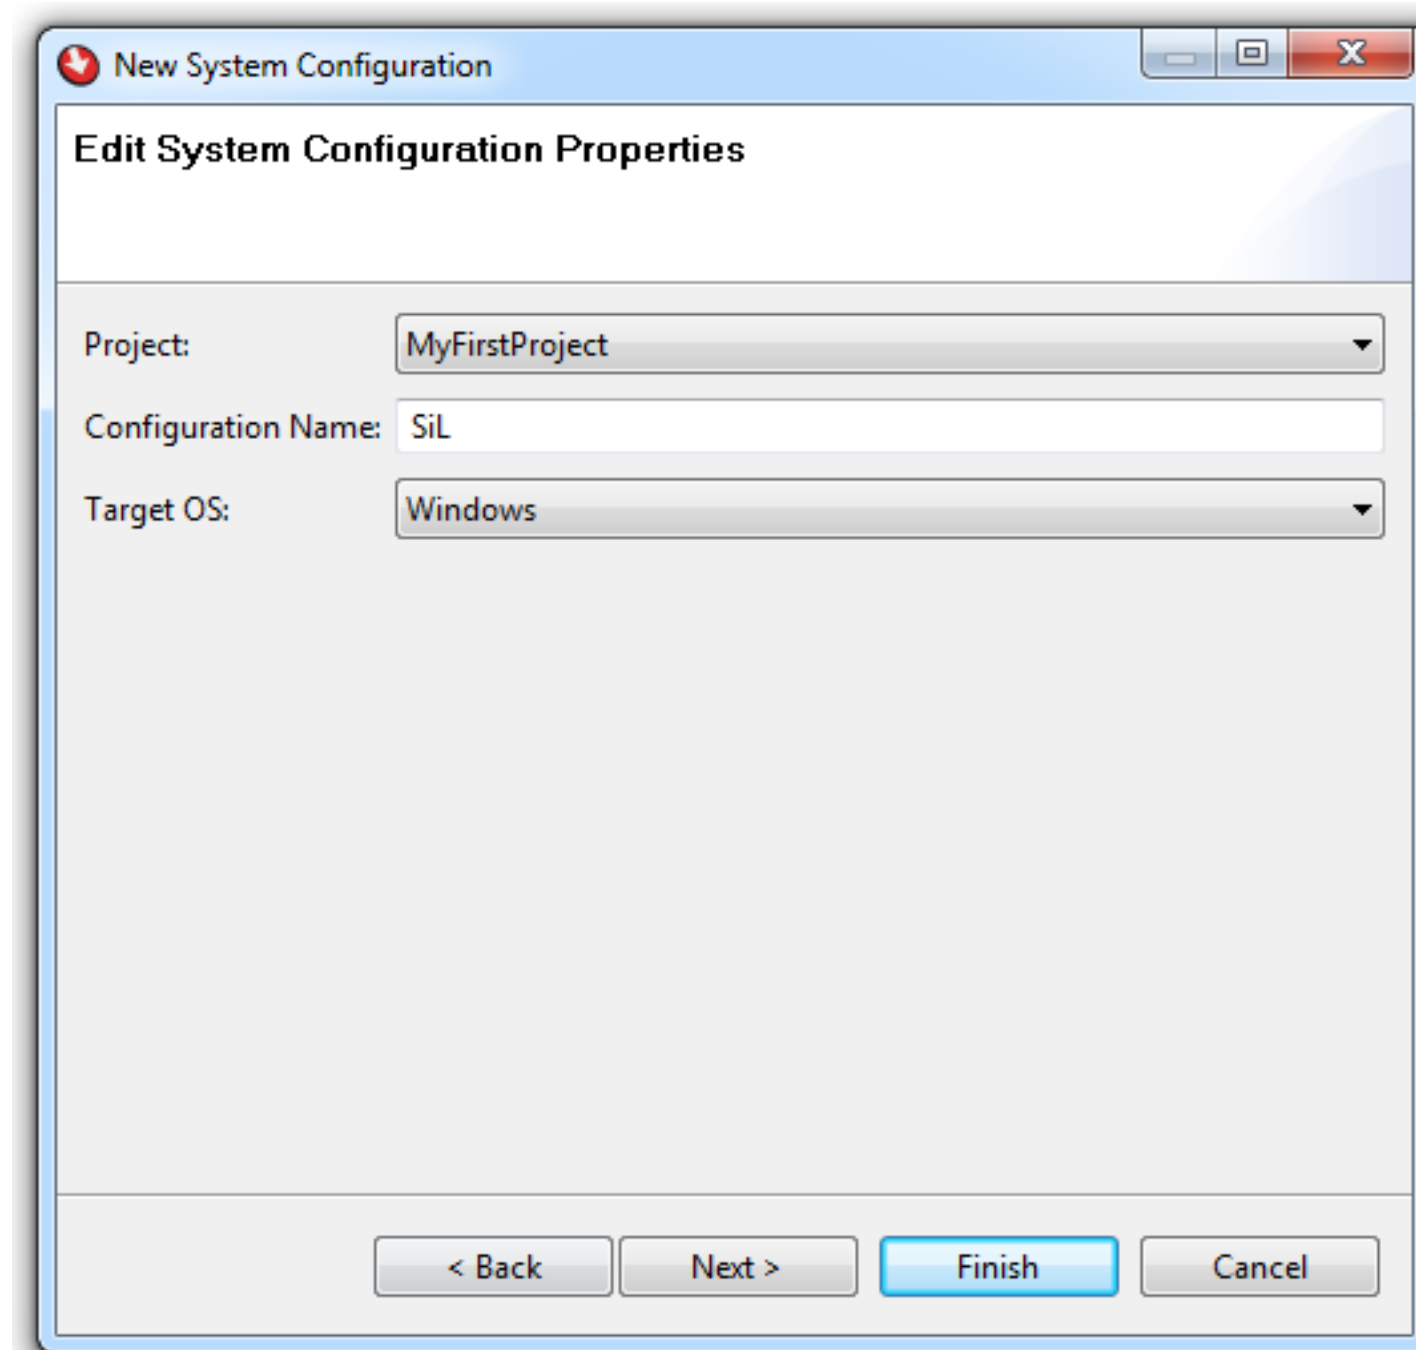 New System Configuration
Edit System Configuration Properties
Project: MyFirstProject
Configuration Name: SiL
Target OS: Windows
< Back Next > Finish Cancel